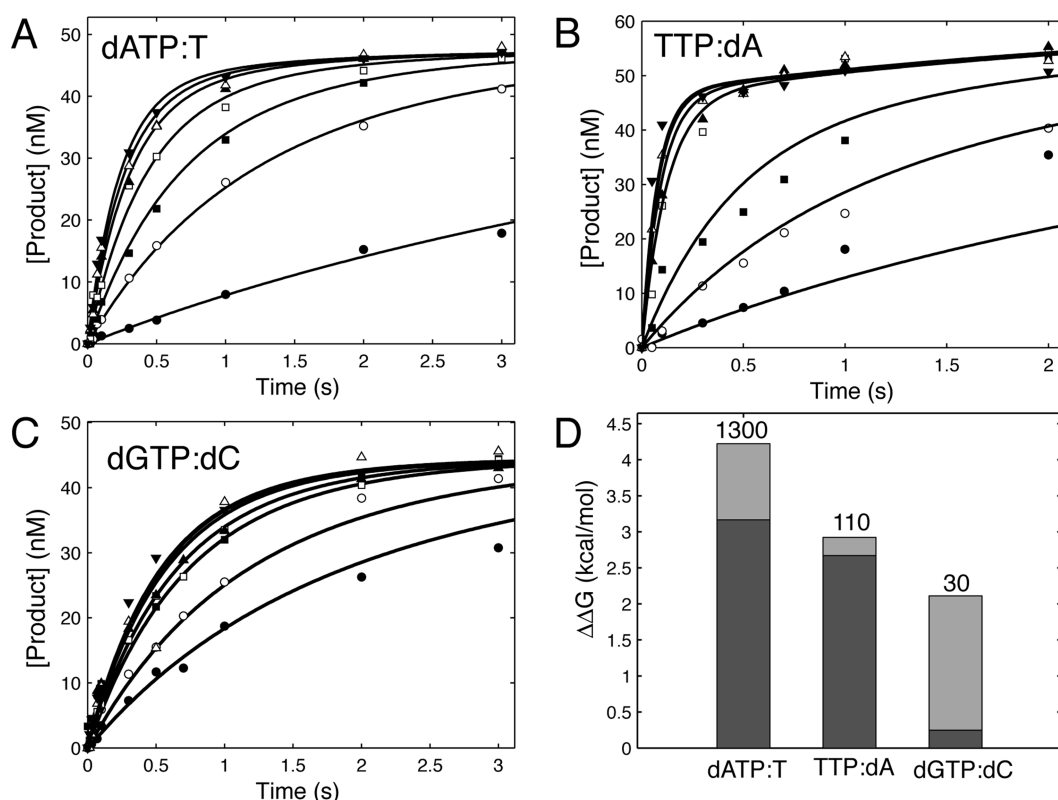 A
dATP:T
[Product] (nM)
50
40
30
20
10
0
0 0.5 1 1.5 2 2.5 3
Time (s)
B
TTP:dA
[Product] (nM)
60
50
40
30
20
10
0
0 0.5 1 1.5 2
Time (s)
C
dGTP:dC
[Product] (nM)
50
40
30
20
10
0
0 0.5 1 1.5 2 2.5 3
Time (s)
D
ΔΔG (kcal/mol)
4.5
4
3.5
3
2.5
2
1.5
1
0.5
0
1300
110
30
dATP:T TTP:dA dGTP:dC